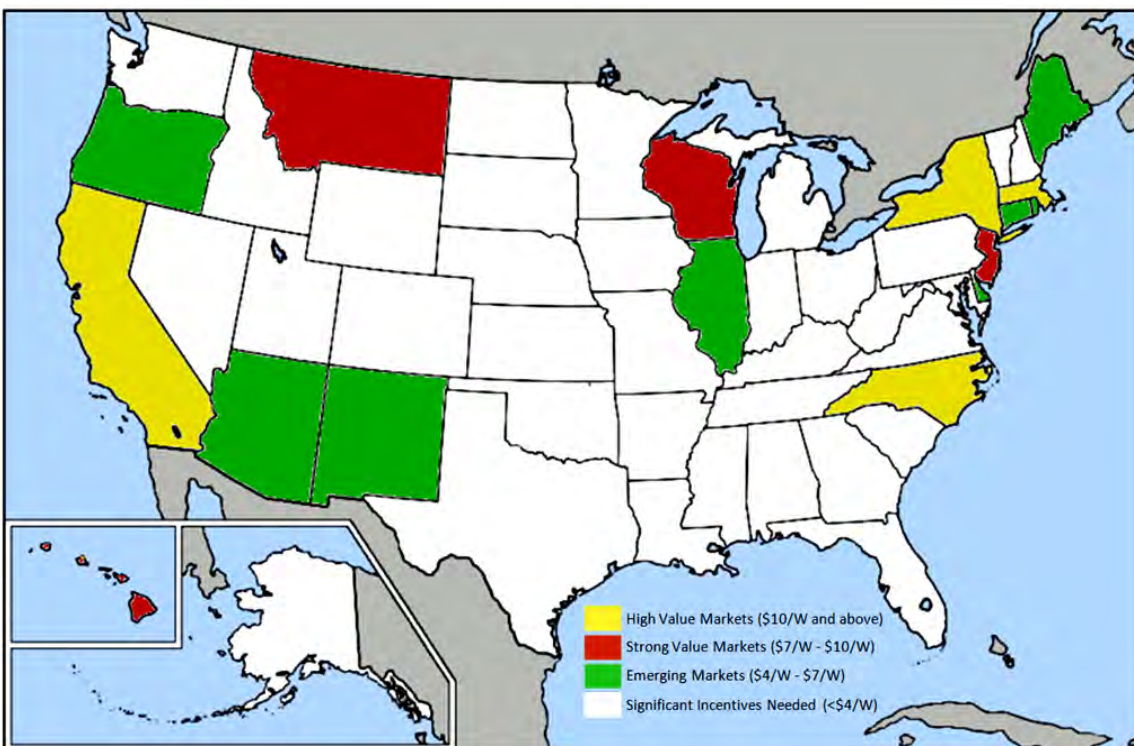 High Value Markets ($10/W and above)
Strong Value Markets ($7/W - $10/W)
Emerging Markets ($4/W - $7/W)
Significant Incentives Needed (<$4/W)